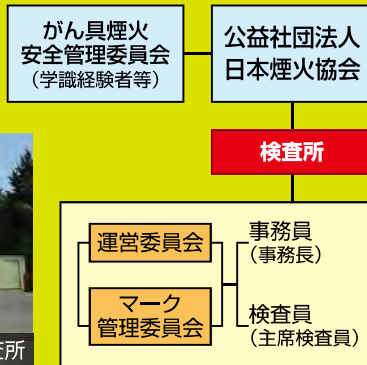 がん具煙火
安全管理委員会
（学識経験者等）
公益社団法人
日本煙火協会
検査所
運営委員会
マーク
管理委員会
事務員
（事務長）
検査員
（主席検査員）
査所